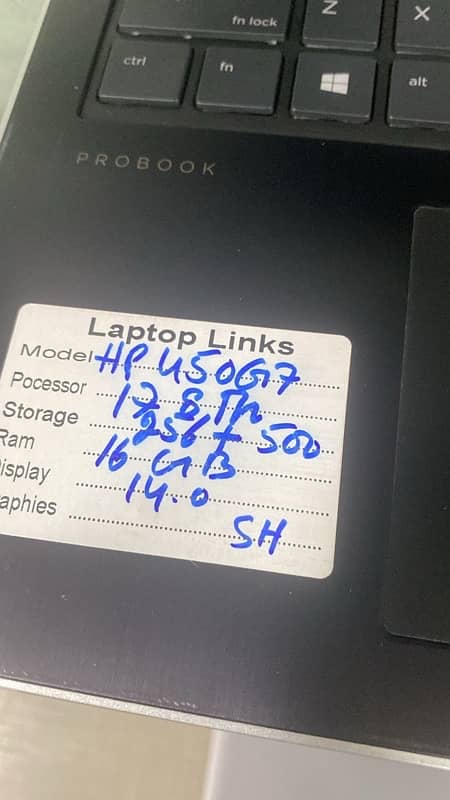 fn lock
Z
X
ctrl
fn
alt
PROBOOK
Laptop Links
Model HP 450G7
Pocessor i7 8Th
Storage 256 + 500
Ram 16 GB
isplay 14.0
aphies
SH